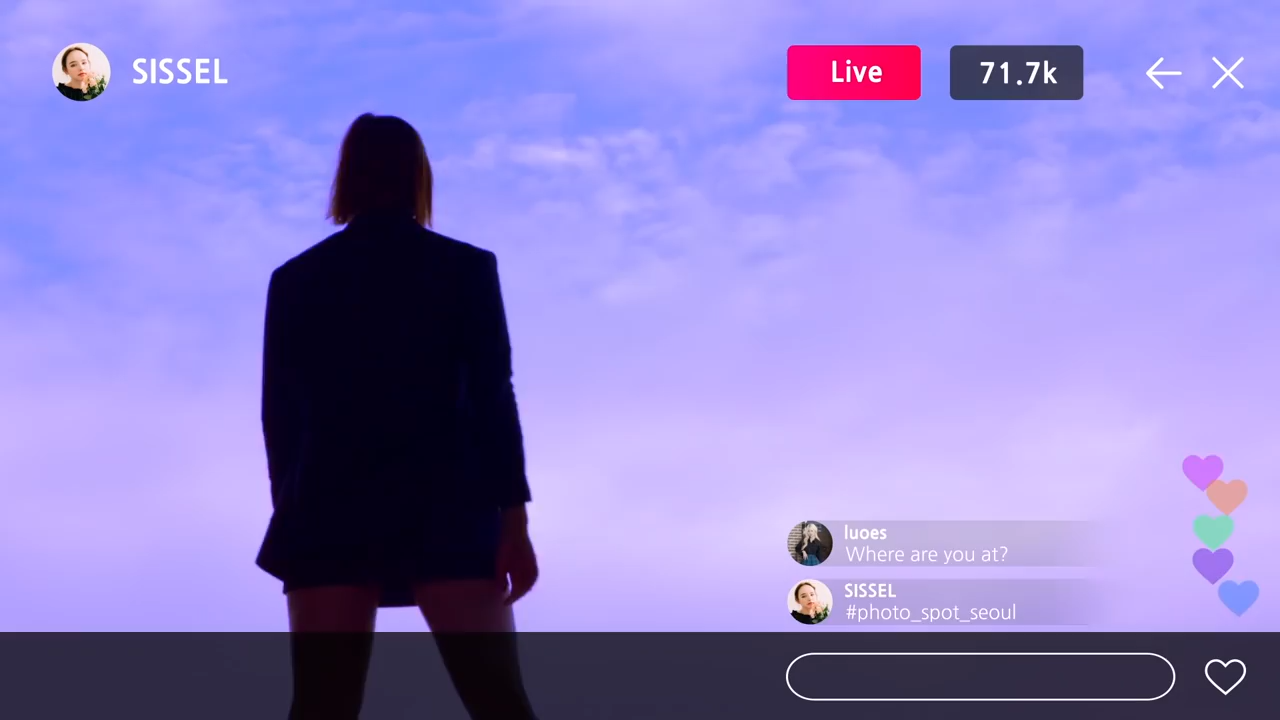 SISSEL
Live
71.7k
luoes
Where are you at?
SISSEL
#photo_spot_seoul